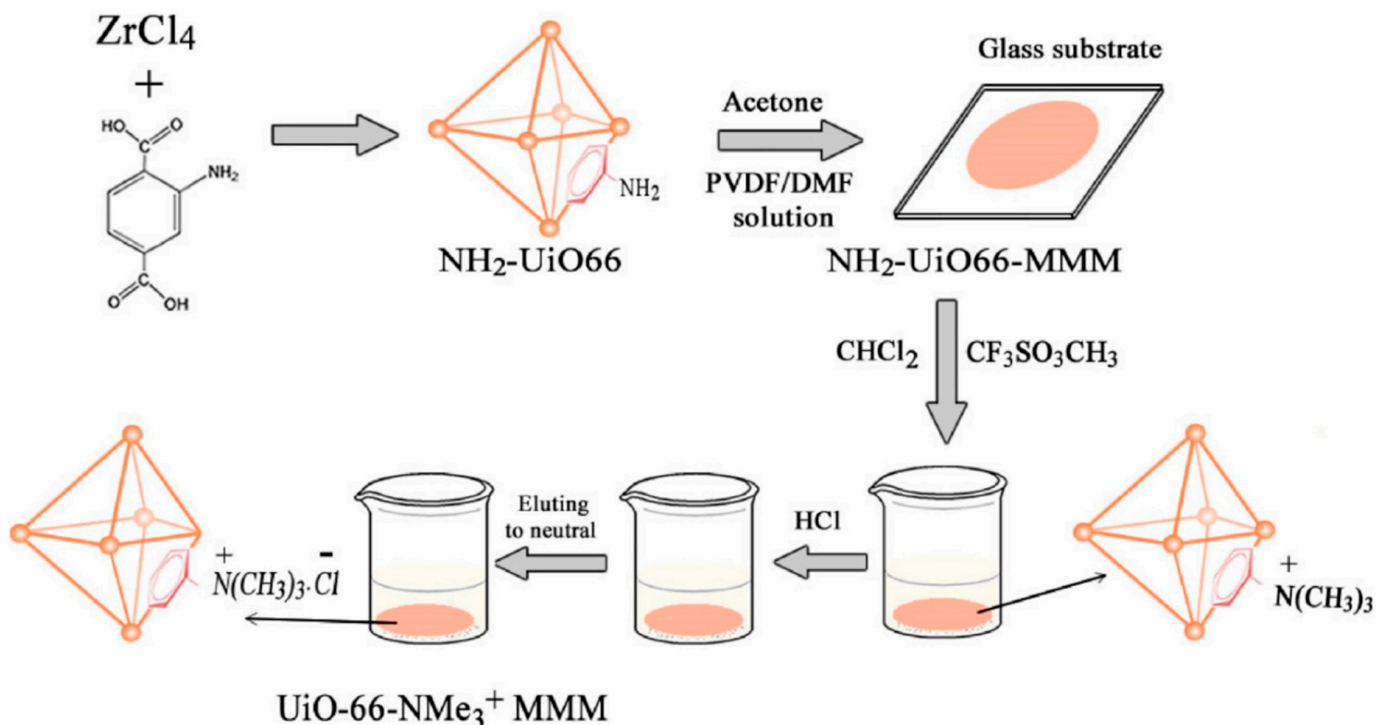 ZrCl4
+
HO
O
C
NH2
C
O
OH
NH2
NH2-UiO66
Acetone
PVDF/DMF
solution
Glass substrate
NH2-UiO66-MMM
CHCl2 CF3SO3CH3
+
N(CH3)3
HCl
Eluting
to neutral
+ -
N(CH3)3·Cl
UiO-66-NMe3+ MMM